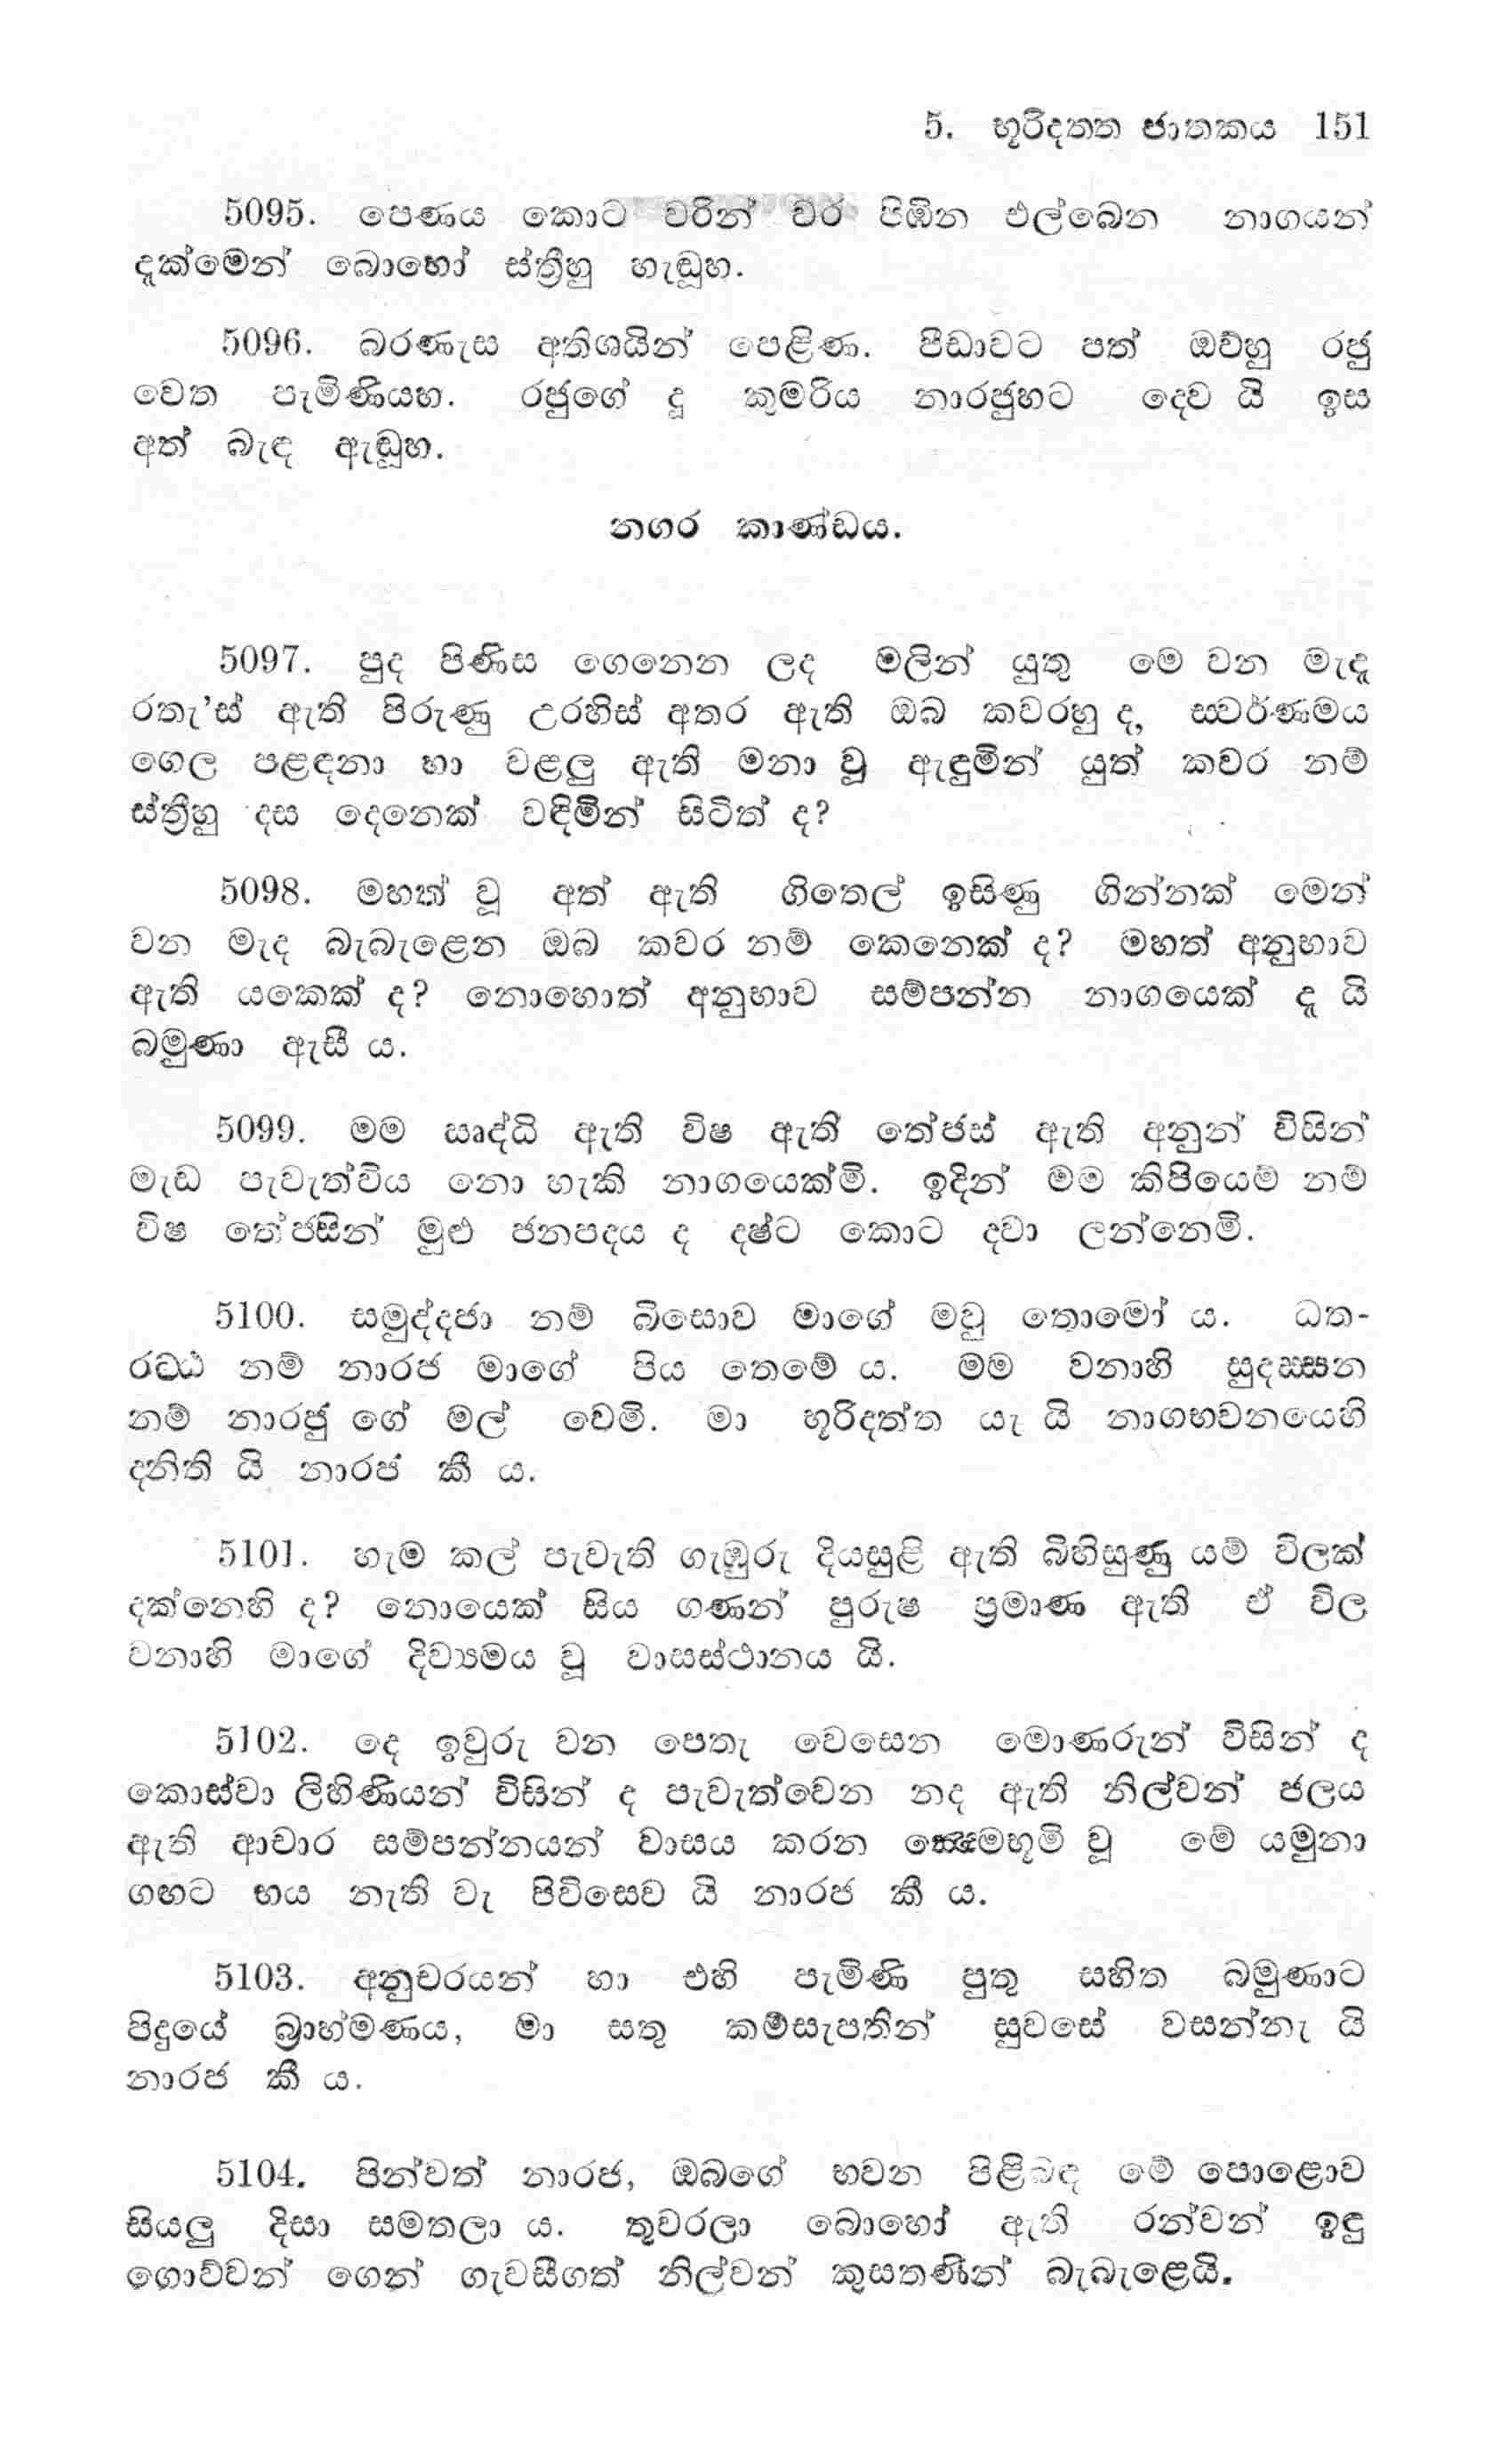 5. භූරිදතත ජාතකය 151
5095. පෙණය කොට වරින් වර පිඹින එල්බෙන නාගයන්
දැක්මෙන් බොහෝ ස්ත්‍රීහු හැඬූහ.
5096. බරණැස අතිශයින් පෙළිණ. පීඩාවට පත් ඔව්හු රජු
වෙත පැමිණියහ. රජුගේ දූ කුමරිය නාරජුහට දෙව යි ඉස
අත් බැඳ ඇඬූහ.
නගර කාණ්ඩය.
5097. පුද පිණිස ගෙනෙන ලද මලින් යුතු මේ වන මැදැ
රතැ'ස් ඇති පිරුණු උරහිස් අතර ඇති ඔබ කවරහු ද, ස්වර්ණමය
ගෙල පළඳනා හා වළලු ඇති මනා වූ ඇඳුමින් යුත් කවර නම්
ස්ත්‍රීහු දස දෙනෙක් වඳිමින් සිටිත් ද?
5098. මහත් වූ අත් ඇති ගිතෙල් ඉසිණු ගින්නක් මෙන්
වන මැද බැබැළෙන ඔබ කවර නම් කෙනෙක් ද? මහත් අනුභාව
ඇති යකෙක් ද? නොහොත් අනුභාව සම්පන්න නාගයෙක් දැ යි
බමුණා ඇසී ය.
5099. මම සෘද්ධි ඇති විෂ ඇති තේජස් ඇති අනුන් විසින්
මැඩ පැවැත්විය නො හැකි නාගයෙක්මි. ඉදින් මම කිපියෙම් නම්
විෂ තේජසින් මුළු ජනපදය ද දෂ්ට කොට දවා ලන්නෙමි.
5100. සමුද්දජා නම් බිසොව මාගේ මවු තොමෝ ය. ධත-
රට්ඨ නම් නාරජ මාගේ පිය තෙමේ ය. මම වනාහි සුදස්සන
නම් නාරජු ගේ මල් වෙමි. මා භූරිදත්ත යැ යි නාගභවනයෙහි
දනිති යි නාරජ කී ය.
5101. හැම කල් පැවැති ගැඹුරු දියසුළි ඇති බිහිසුණු යම් විලක්
දක්නෙහි ද? නොයෙක් සිය ගණන් පුරුෂ ප්‍රමාණ ඇති ඒ විල
වනාහි මාගේ දිව්‍යමය වූ වාසස්ථානය යි.
5102. දෙ ඉවුරු වන පෙතැ වෙසෙන මොණරුන් විසින් ද
කොස්වා ලිහිණියන් විසින් ද පැවැත්වෙන නද ඇති නිල්වන් ජලය
ඇති ආචාර සම්පන්නයන් වාසය කරන ක්ෂේමභූමි වූ මේ යමුනා
ගඟට භය නැති වැ පිවිසෙව යි නාරජ කී ය.
5103. අනුචරයන් හා එහි පැමිණි පුතු සහිත බමුණාට
පිදුයේ බ්‍රාහ්මණය, මා සතු කම්සැපතින් සුවසේ වසන්නැ යි
නාරජ කී ය.
5104. පින්වත් නාරජ, ඔබගේ භවන පිළිබඳ මේ පොළොව
සියලු දිසා සමතලා ය. තුවරලා බොහෝ ඇති රන්වන් ඉඳු
ගොව්වන් ගෙන් ගැවසීගත් නිල්වන් කුසතණින් බැබැළෙයි.